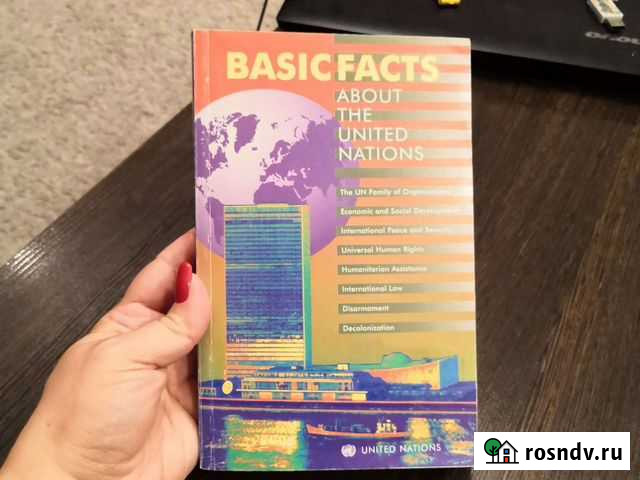 BASIC FACTS
ABOUT
THE
UNITED
NATIONS
The UN Family of Organizations
Economic and Social Development
International Peace and Security
Universal Human Rights
Humanitarian Assistance
International Law
Disarmament
Decolonization
UNITED NATIONS
rosndv.ru